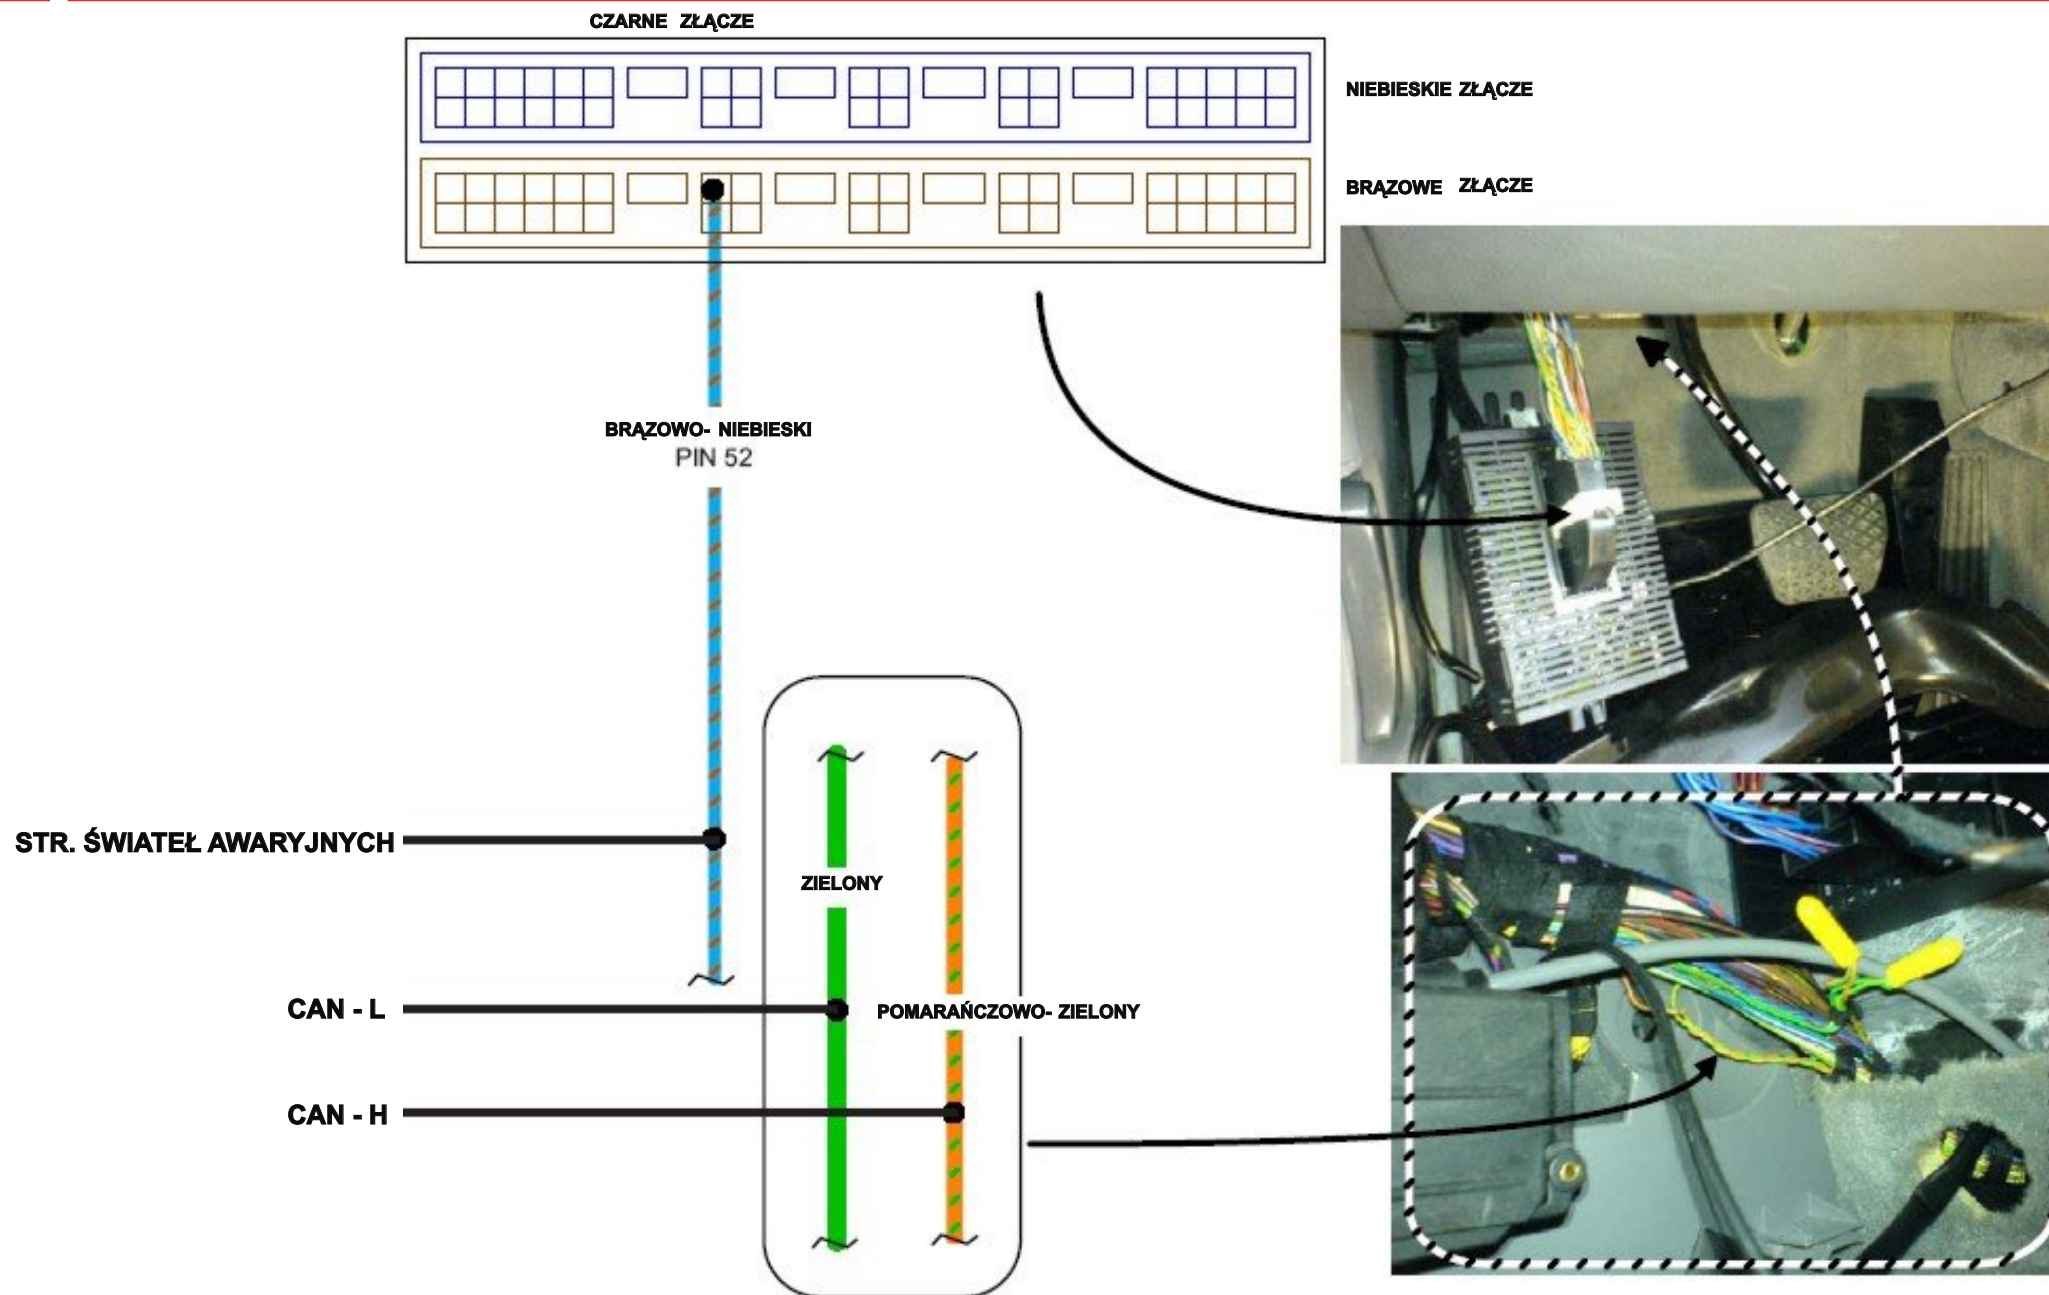 CZARNE ZŁĄCZE
NIEBIESKIE ZŁĄCZE
BRĄZOWE ZŁĄCZE
BRĄZOWO- NIEBIESKI
PIN 52
STR. ŚWIATEŁ AWARYJNYCH
ZIELONY
CAN - L
POMARAŃCZOWO- ZIELONY
CAN - H